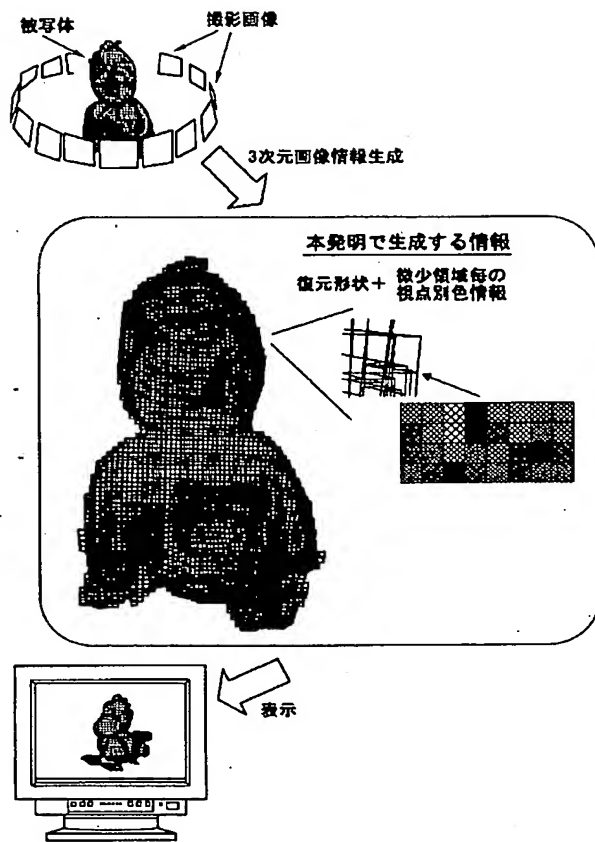 被写体
撮影画像
3次元画像情報生成
本発明で生成する情報
復元形状+ 微少領域毎の
視点別色情報
表示